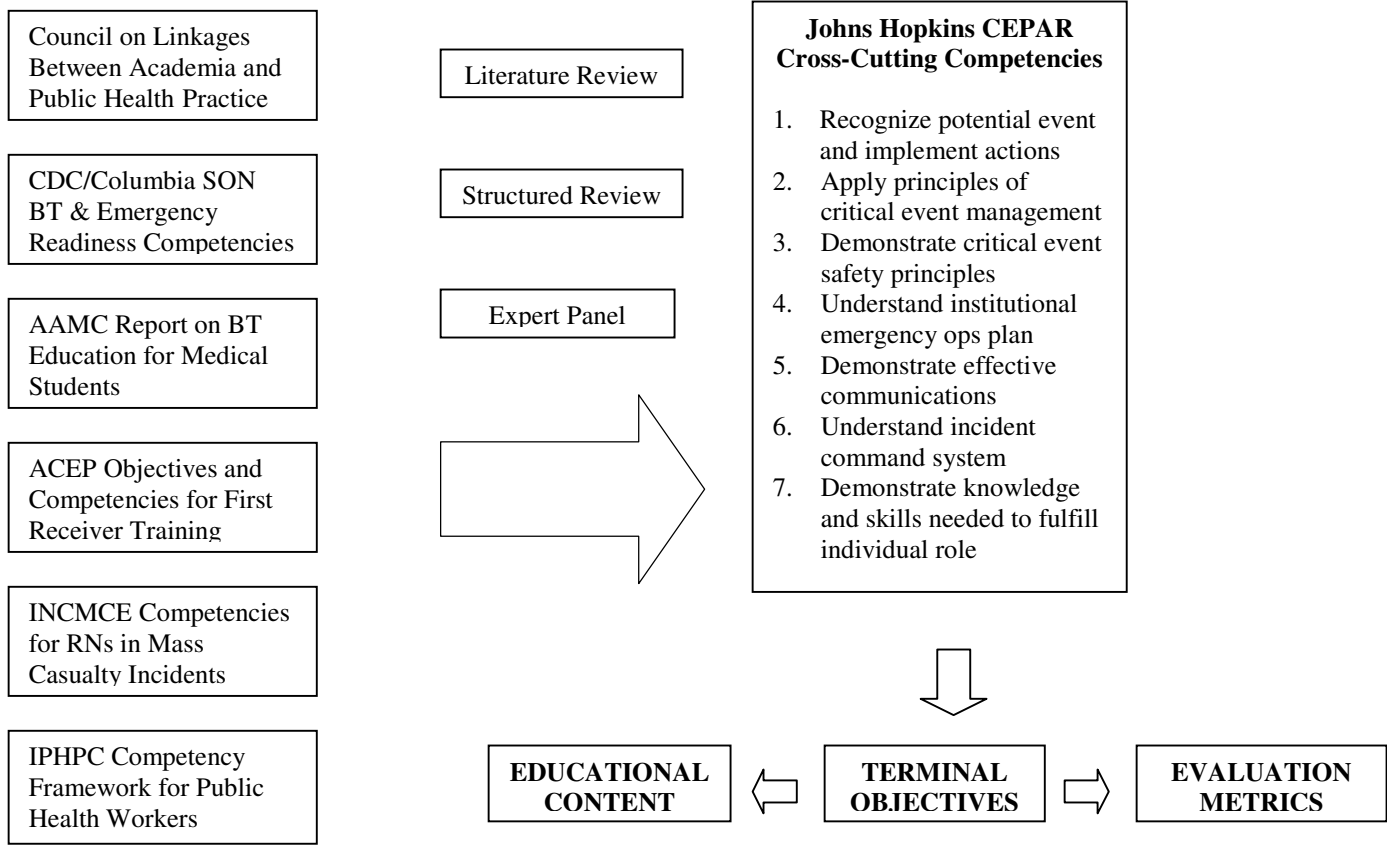 Council on Linkages
Between Academia and
Public Health Practice
CDC/Columbia SON
BT & Emergency
Readiness Competencies
AAMC Report on BT
Education for Medical
Students
ACEP Objectives and
Competencies for First
Receiver Training
INCMCE Competencies
for RNs in Mass
Casualty Incidents
IPHPC Competency
Framework for Public
Health Workers
Literature Review
Structured Review
Expert Panel
Johns Hopkins CEPAR
Cross-Cutting Competencies
1. Recognize potential event
and implement actions
2. Apply principles of
critical event management
3. Demonstrate critical event
safety principles
4. Understand institutional
emergency ops plan
5. Demonstrate effective
communications
6. Understand incident
command system
7. Demonstrate knowledge
and skills needed to fulfill
individual role
EDUCATIONAL
CONTENT
TERMINAL
OBJECTIVES
EVALUATION
METRICS